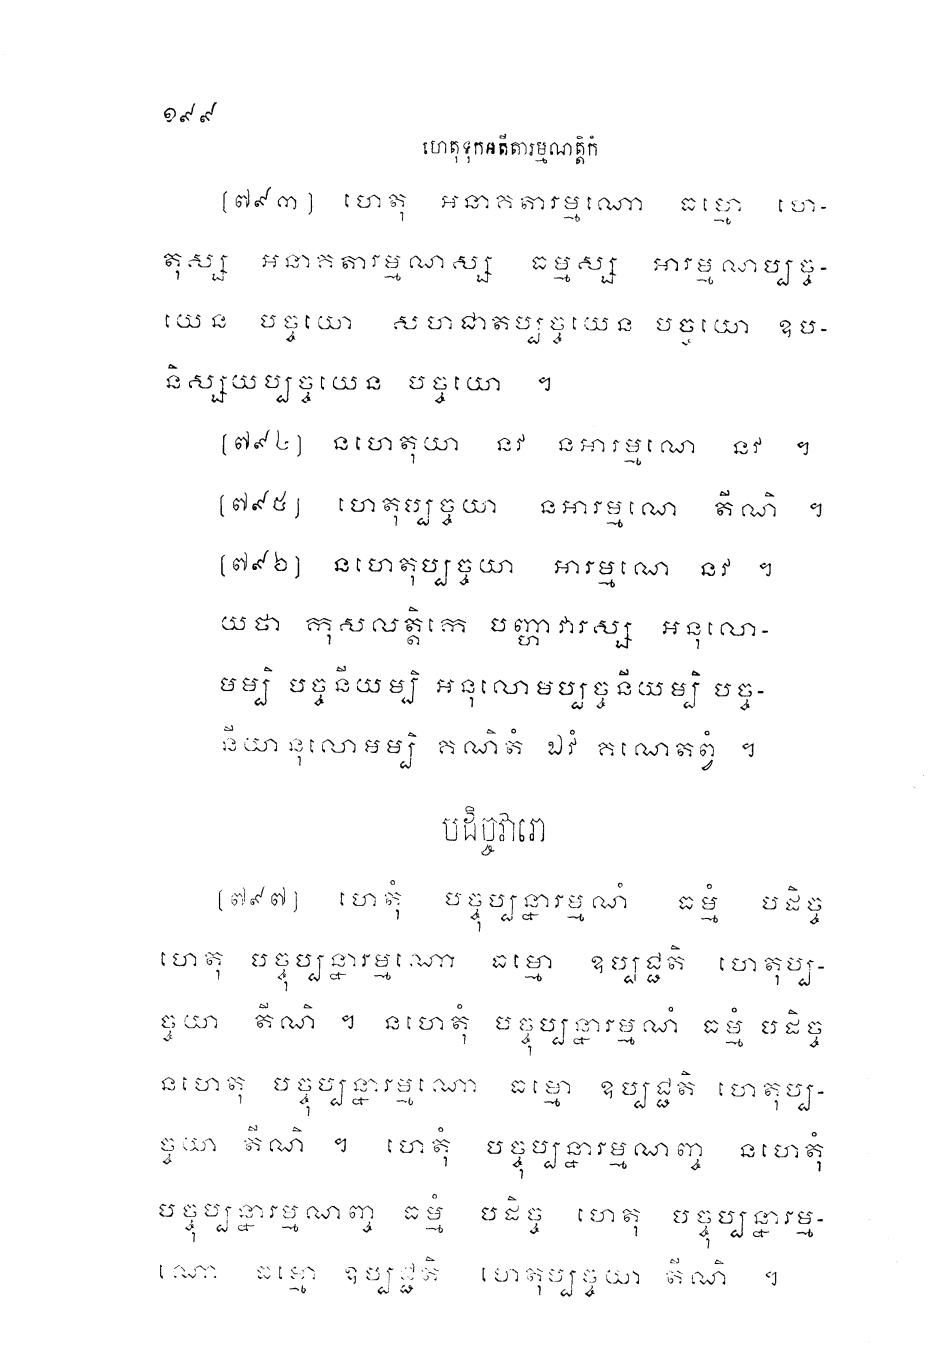 ១៩៩
ហេតុទុកអតីតារម្មណត្តិកំ
[៧៩៣] ហេតុ អនាគតារម្មណោ ធម្មោ ហេ-
តុស្ស អនាគតារម្មណស្ស ធម្មស្ស អារម្មណប្បច្ច-
យេន បច្ចយោ សហជាតប្បច្ចយេន បច្ចយោ ឧប-
និស្សយប្បច្ចយេន បច្ចយោ ។
[៧៩៤] នហេតុយា នវ នអារម្មណេ នវ ។
[៧៩៥] ហេតុប្បច្ចយា នអារម្មណេ តីណិ ។
[៧៩៦] នហេតុប្បច្ចយា អារម្មណេ នវ ។
យថា កុសលត្តិកេ បញ្ហាវារស្ស អនុលោ-
មម្បិ បច្ចនីយម្បិ អនុលោមប្បច្ចនីយម្បិ បច្ច-
នីយានុលោមម្បិ គណិតំ ឯវំ គណេតព្វំ ។
បដិច្ចវារោ
[៧៩៧] ហេតុំ បច្ចុប្បន្នារម្មណំ ធម្មំ បដិច្ច
ហេតុ បច្ចុប្បន្នារម្មណោ ធម្មោ ឧប្បជ្ជតិ ហេតុប្ប-
ច្ចយា តីណិ ។ នហេតុំ បច្ចុប្បន្នារម្មណំ ធម្មំ បដិច្ច
នហេតុ បច្ចុប្បន្នារម្មណោ ធម្មោ ឧប្បជ្ជតិ ហេតុប្ប-
ច្ចយា តីណិ ។ ហេតុំ បច្ចុប្បន្នារម្មណញ្ច នហេតុំ
បច្ចុប្បន្នារម្មណញ្ច ធម្មំ បដិច្ច ហេតុ បច្ចុប្បន្នារម្ម-
ណោ ធម្មោ ឧប្បជ្ជតិ ហេតុប្បច្ចយា តីណិ ។